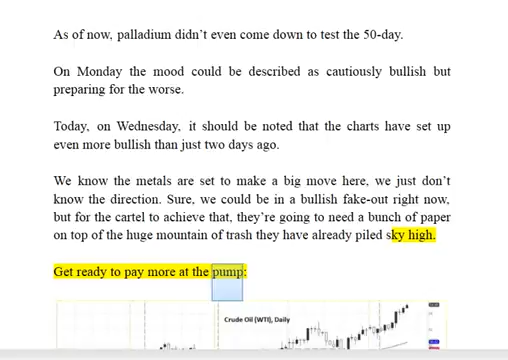 As of now, palladium didn't even come down to test the 50-day.
On Monday the mood could be described as cautiously bullish but
preparing for the worse.
Today, on Wednesday, it should be noted that the charts have set up
even more bullish than just two days ago.
We know the metals are set to make a big move here, we just don't
know the direction. Sure, we could be in a bullish fake-out right now,
but for the cartel to achieve that, they're going to need a bunch of paper
on top of the huge mountain of trash they have already piled sky high.
Get ready to pay more at the pump:
Crude Oil (WTI), Daily